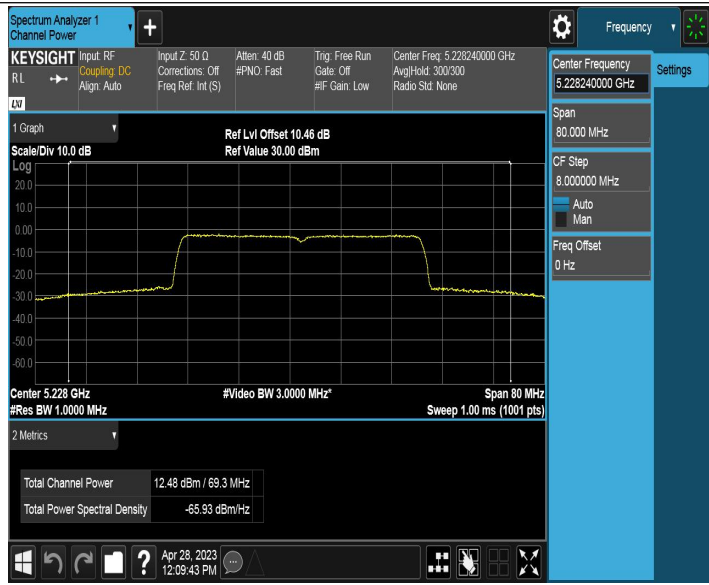 Spectrum Analyzer 1
Channel Power
+
Frequency
KEYSIGHT
RL
LXI
Input: RF
Coupling: DC
Align: Auto
Input Z: 50 Ω
Corrections: Off
Freq Ref: Int (S)
Atten: 40 dB
#PNO: Fast
Trig: Free Run
Gate: Off
#IF Gain: Low
Center Freq: 5.228240000 GHz
Avg|Hold: 300/300
Radio Std: None
Center Frequency
5.228240000 GHz
Settings
Span
80.000 MHz
CF Step
8.000000 MHz
Auto
Man
Freq Offset
0 Hz
1 Graph
Ref Lvl Offset 10.46 dB
Scale/Div 10.0 dB
Ref Value 30.00 dBm
Log
20.0
10.0
0.00
-10.0
-20.0
-30.0
-40.0
-50.0
-60.0
Center 5.228 GHz
#Video BW 3.0000 MHz*
Span 80 MHz
#Res BW 1.0000 MHz
Sweep 1.00 ms (1001 pts)
2 Metrics
Total Channel Power 12.48 dBm / 69.3 MHz
Total Power Spectral Density -65.93 dBm/Hz
?
Apr 28, 2023
12:09:43 PM